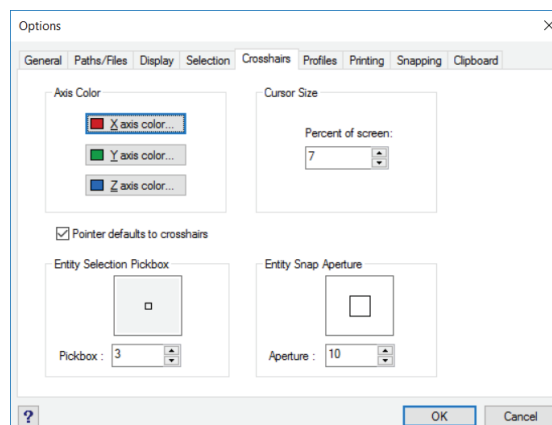 Options
General Paths/Files Display Selection Crosshairs Profiles Printing Snapping Clipboard
Axis Color
X axis color...
Y axis color...
Z axis color...
Cursor Size
Percent of screen:
7
Pointer defaults to crosshairs
Entity Selection Pickbox
Pickbox : 3
Entity Snap Aperture
Aperture : 10
? OK Cancel